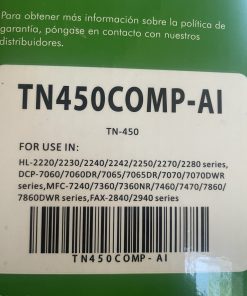 Para obtener más información sobre la política de
garantía, póngase en contacto con nuestros
distribuidores.
TN450COMP-AI
TN-450
FOR USE IN:
HL-2220/2230/2240/2242/2250/2270/2280 series,
DCP-7060/7060DR/7065/7065DR/7070/7070DWR
series,MFC-7240/7360/7360NR/7460/7470/7860/
7860DWR series,FAX-2840/2940 series
TN450COMP-AI